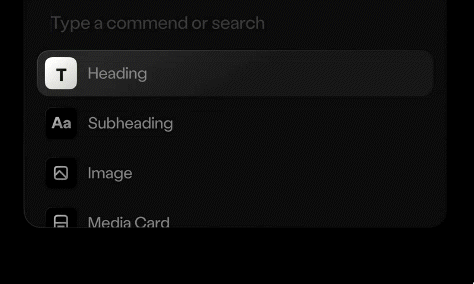 Type a commend or search
T Heading
Aa Subheading
Image
Media Card